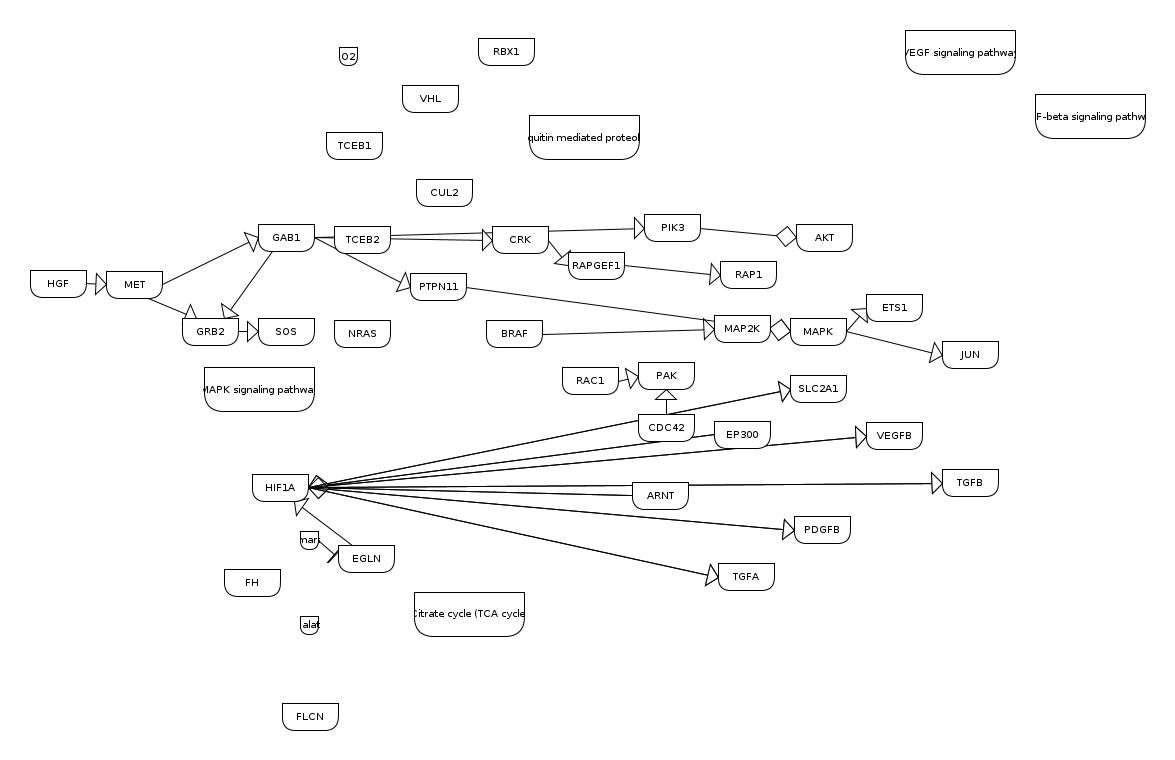 O2
RBX1
VEGF signaling pathway
VHL
F-beta signaling pathw
quitin mediated proteol
TCEB1
CUL2
GAB1
TCEB2
CRK
PIK3
AKT
RAPGEF1
RAP1
HGF
MET
PTPN11
ETS1
GRB2
SOS
NRAS
BRAF
MAP2K
MAPK
JUN
MAPK signaling pathway
RAC1
PAK
SLC2A1
CDC42
EP300
VEGFB
HIF1A
ARNT
TGFB
PDGFB
mara
EGLN
FH
TGFA
Citrate cycle (TCA cycle
alat
FLCN